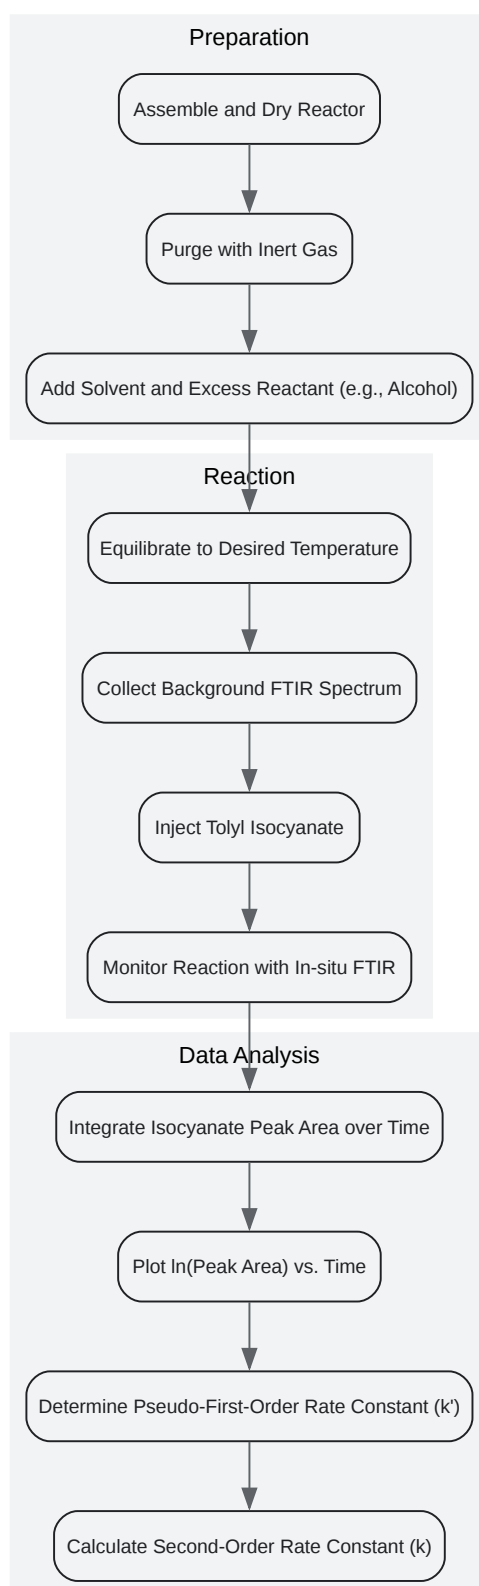 Preparation
Assemble and Dry Reactor
Purge with Inert Gas
Add Solvent and Excess Reactant (e.g., Alcohol)
Reaction
Equilibrate to Desired Temperature
Collect Background FTIR Spectrum
Inject Tolyl Isocyanate
Monitor Reaction with In-situ FTIR
Data Analysis
Integrate Isocyanate Peak Area over Time
Plot ln(Peak Area) vs. Time
Determine Pseudo-First-Order Rate Constant (k')
Calculate Second-Order Rate Constant (k)